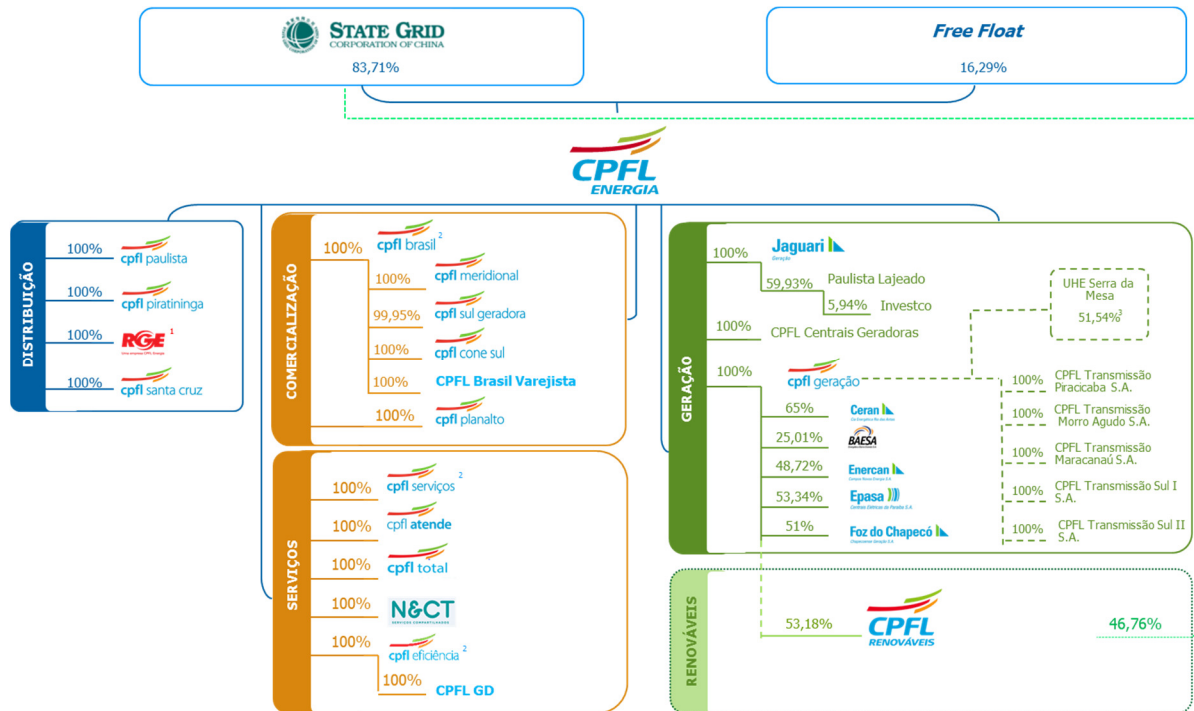 STATE GRID
CORPORATION OF CHINA
83,71%
Free Float
16,29%
CPFL
ENERGIA
DISTRIBUIÇÃO
100%
cpfl paulista
100%
cpfl piratininga
100%
RGE 1
100%
cpfl santa cruz
COMERCIALIZAÇÃO
100%
cpfl brasil 2
100%
cpfl meridional
99,95%
cpfl sul geradora
100%
cpfl cone sul
100%
CPFL Brasil Varejista
100%
cpfl planalto
SERVIÇOS
100%
cpfl serviços 2
100%
cpfl atende
100%
cpfl total
100%
N&CT
SERVIÇOS COMPARTILHADOS
100%
cpfl eficiência 2
100%
CPFL GD
GERAÇÃO
100%
Jaguari
Geração
59,93%
Paulista Lajeado
5,94%
Investco
100%
CPFL Centrais Geradoras
100%
cpfl geração
65%
Ceran
25,01%
BAESA
48,72%
Enercan
53,34%
Epasa
Centrais Elétricas da Paraíba S.A.
51%
Foz do Chapecó
UHE Serra da
Mesa
51,54%3
100%
CPFL Transmissão
Piracicaba S.A.
100%
CPFL Transmissão
Morro Agudo S.A.
100%
CPFL Transmissão
Maracanaú S.A.
100%
CPFL Transmissão Sul I
S.A.
100%
CPFL Transmissão Sul II
S.A.
RENOVÁVEIS
53,18%
CPFL
RENOVÁVEIS
46,76%